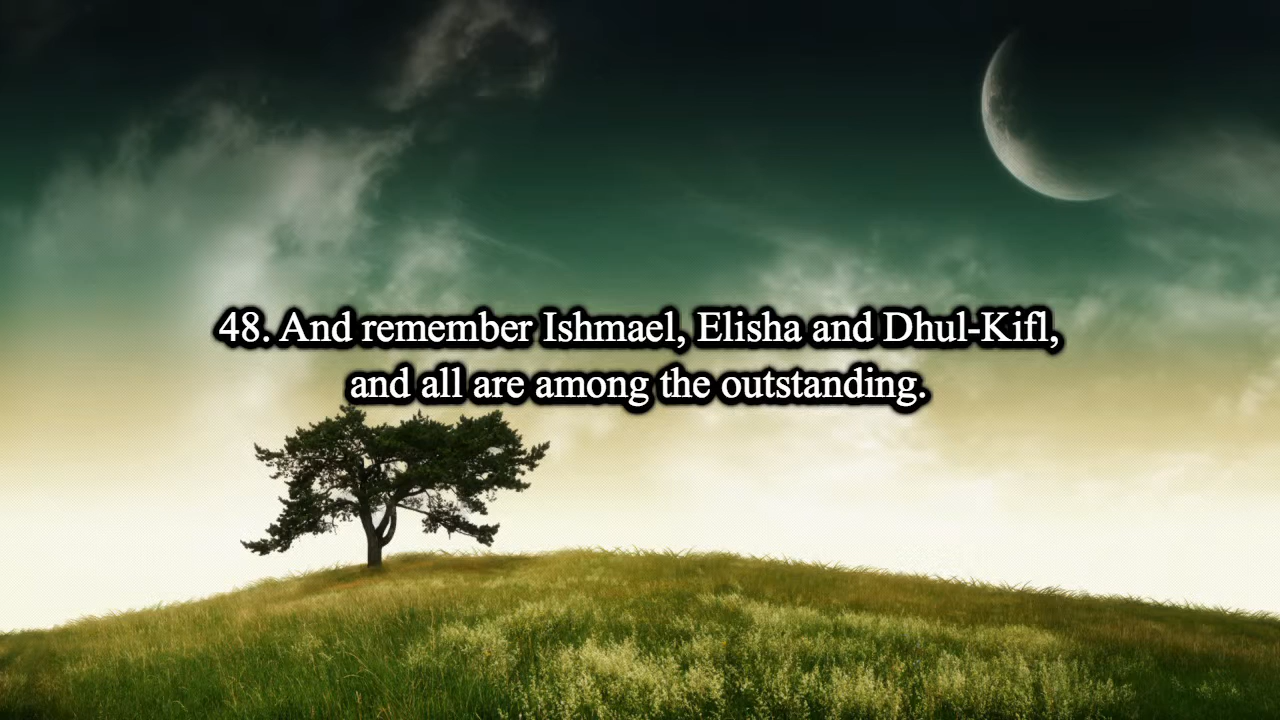 48. And remember Ishmael, Elisha and Dhul-Kifl,
and all are among the outstanding.